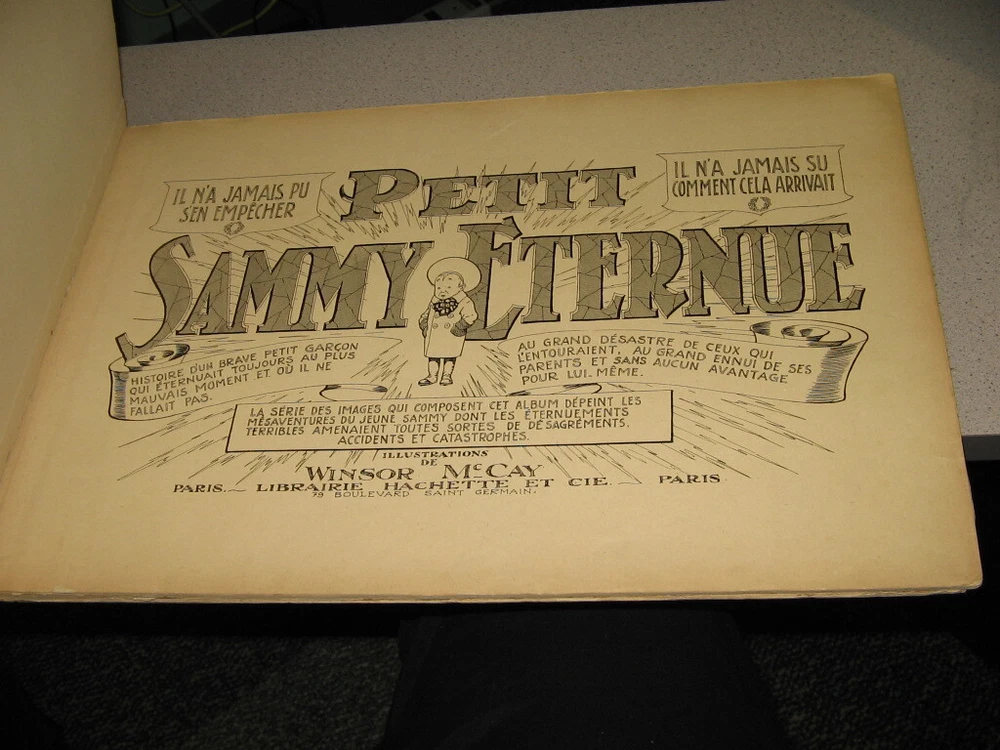 IL N'A JAMAIS PU
SEN EMPÊCHER
PETIT
IL N'A JAMAIS SU
COMMENT CELA ARRIVAIT
SAMMY ÉTERNUE
HISTOIRE D'UN BRAVE PETIT GARÇON
QUI ÉTERNUAIT TOUJOURS AU PLUS
MAUVAIS MOMENT ET OÙ IL NE
FALLAIT PAS.
AU GRAND DÉSASTRE DE CEUX QUI
L'ENTOURAIENT, AU GRAND ENNUI DE SES
PARENTS ET SANS AUCUN AVANTAGE
POUR LUI-MÊME.
LA SÉRIE DES IMAGES QUI COMPOSENT CET ALBUM DÉPEINT LES
MÉSAVENTURES DU JEUNE SAMMY DONT LES ÉTERNUEMENTS
TERRIBLES AMENAIENT TOUTES SORTES DE DÉSAGRÉMENTS,
ACCIDENTS ET CATASTROPHES.
ILLUSTRATIONS
DE
WINSOR McCAY
PARIS. — LIBRAIRIE HACHETTE ET CIE. — PARIS
79 BOULEVARD SAINT GERMAIN.